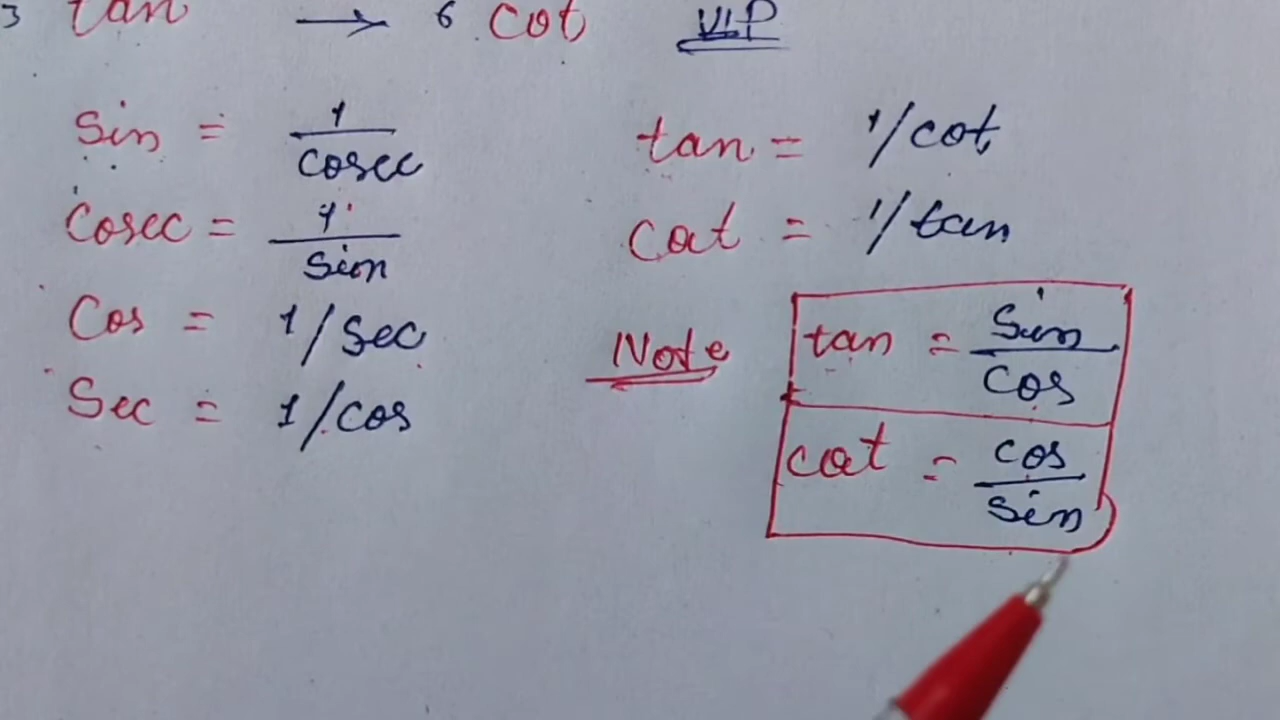 3 tan → 6 cot VIP
Sin = 1/cosec
Cosec = 1/Sin
Cos = 1/sec
Sec = 1/cos
tan = 1/cot
cot = 1/tan
Note
tan = Sin/cos
cot = cos/sin